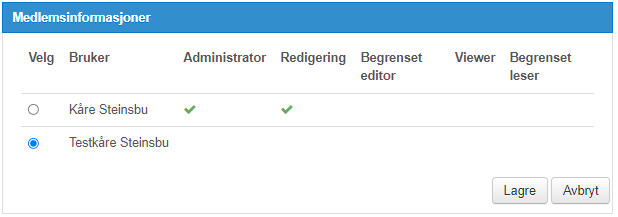 Medlemsinformasjoner
Velg Bruker Administrator Redigering Begrenset editor Viewer Begrenset leser
Kåre Steinsbu
Testkåre Steinsbu
Lagre Avbryt